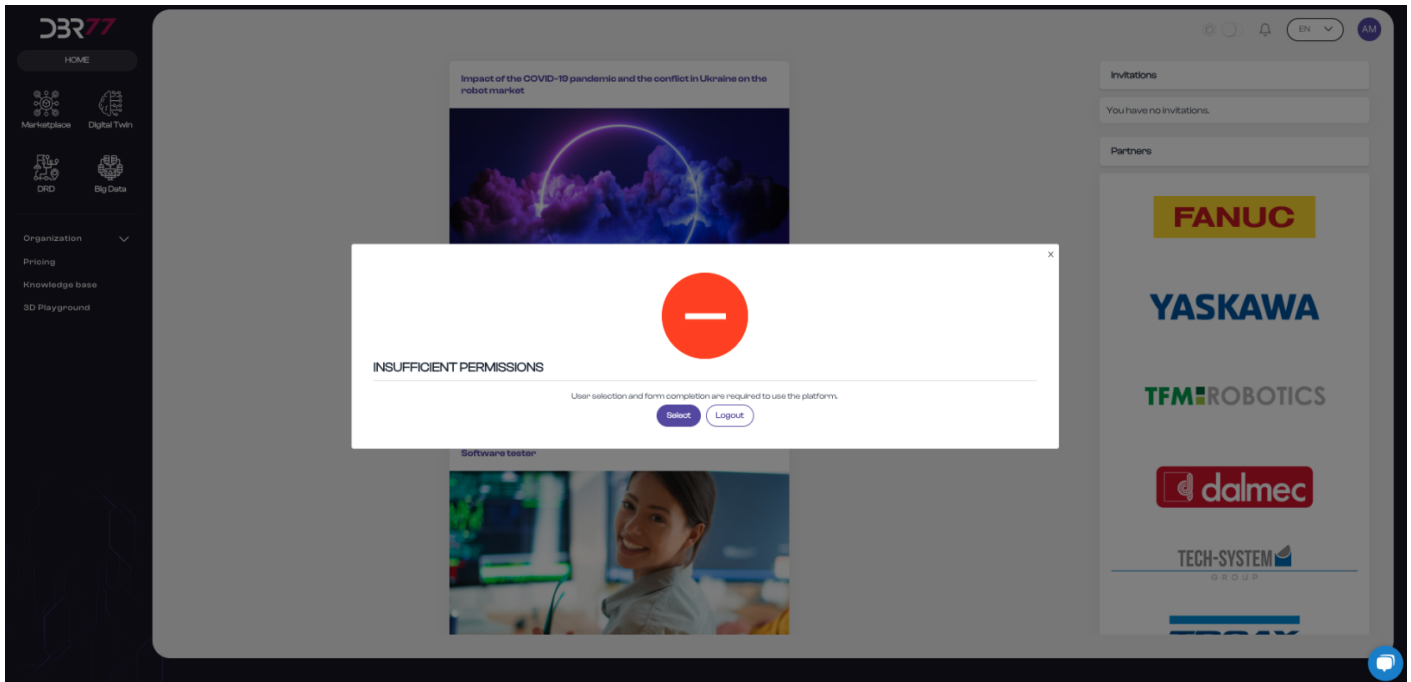 DBR77
HOME
Marketplace
Digital Twin
DRD
Big Data
Organization
Pricing
Knowledge base
3D Playground
EN
AM
Impact of the COVID-19 pandemic and the conflict in Ukraine on the
robot market
Invitations
You have no invitations.
Partners
FANUC
YASKAWA
TFM ROBOTICS
dalmec
TECH-SYSTEM
GROUP
x
INSUFFICIENT PERMISSIONS
User selection and form completion are required to use the platform.
Select
Logout
Software tester